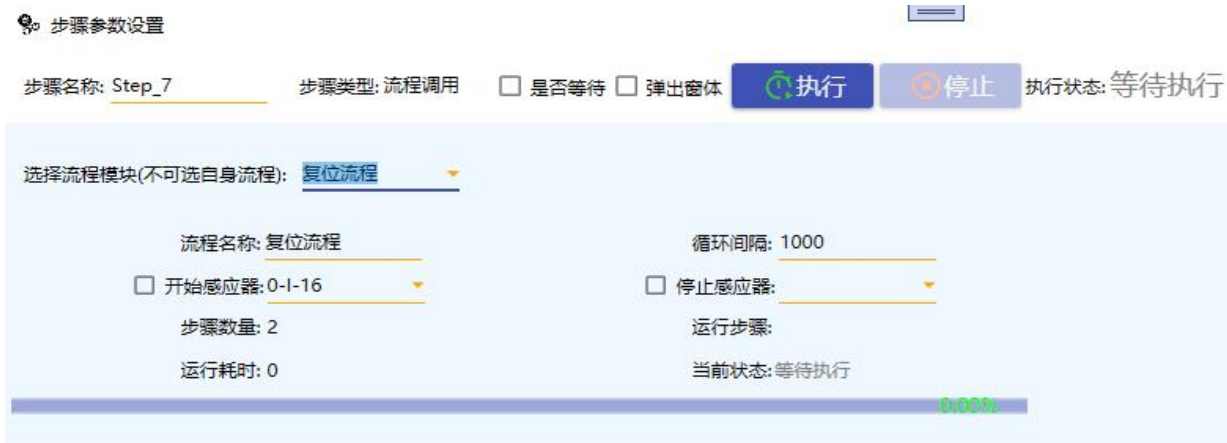 步骤参数设置
步骤名称: Step_7 步骤类型: 流程调用 是否等待 弹出窗体 执行 停止 执行状态: 等待执行
选择流程模块(不可选自身流程): 复位流程
流程名称: 复位流程 循环间隔: 1000
开始感应器: 0-I-16 停止感应器:
步骤数量: 2 运行步骤:
运行耗时: 0 当前状态: 等待执行
0.00%